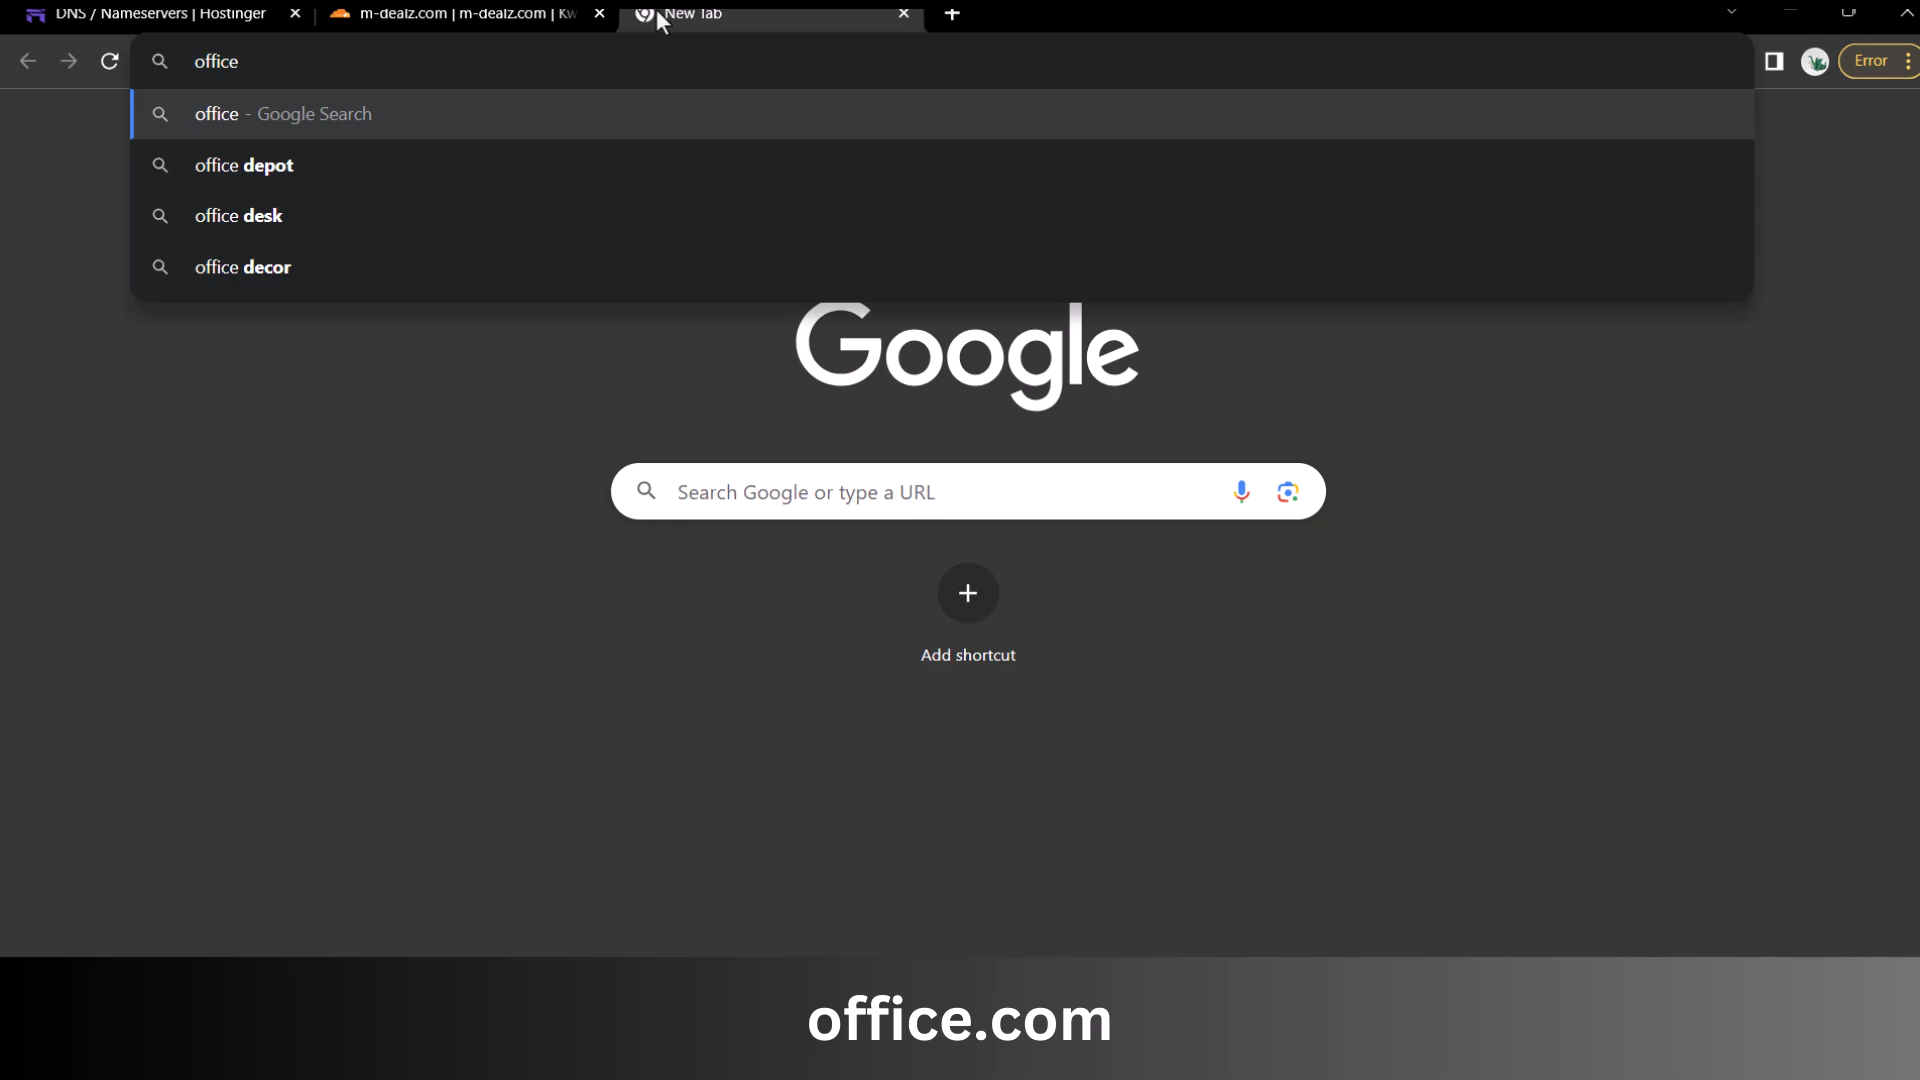 DNS / Nameservers | Hostinger
m-dealz.com | m-dealz.com | Kw
New Tab
office
Error
office - Google Search
office depot
office desk
office decor
Google
Search Google or type a URL
Add shortcut
office.com